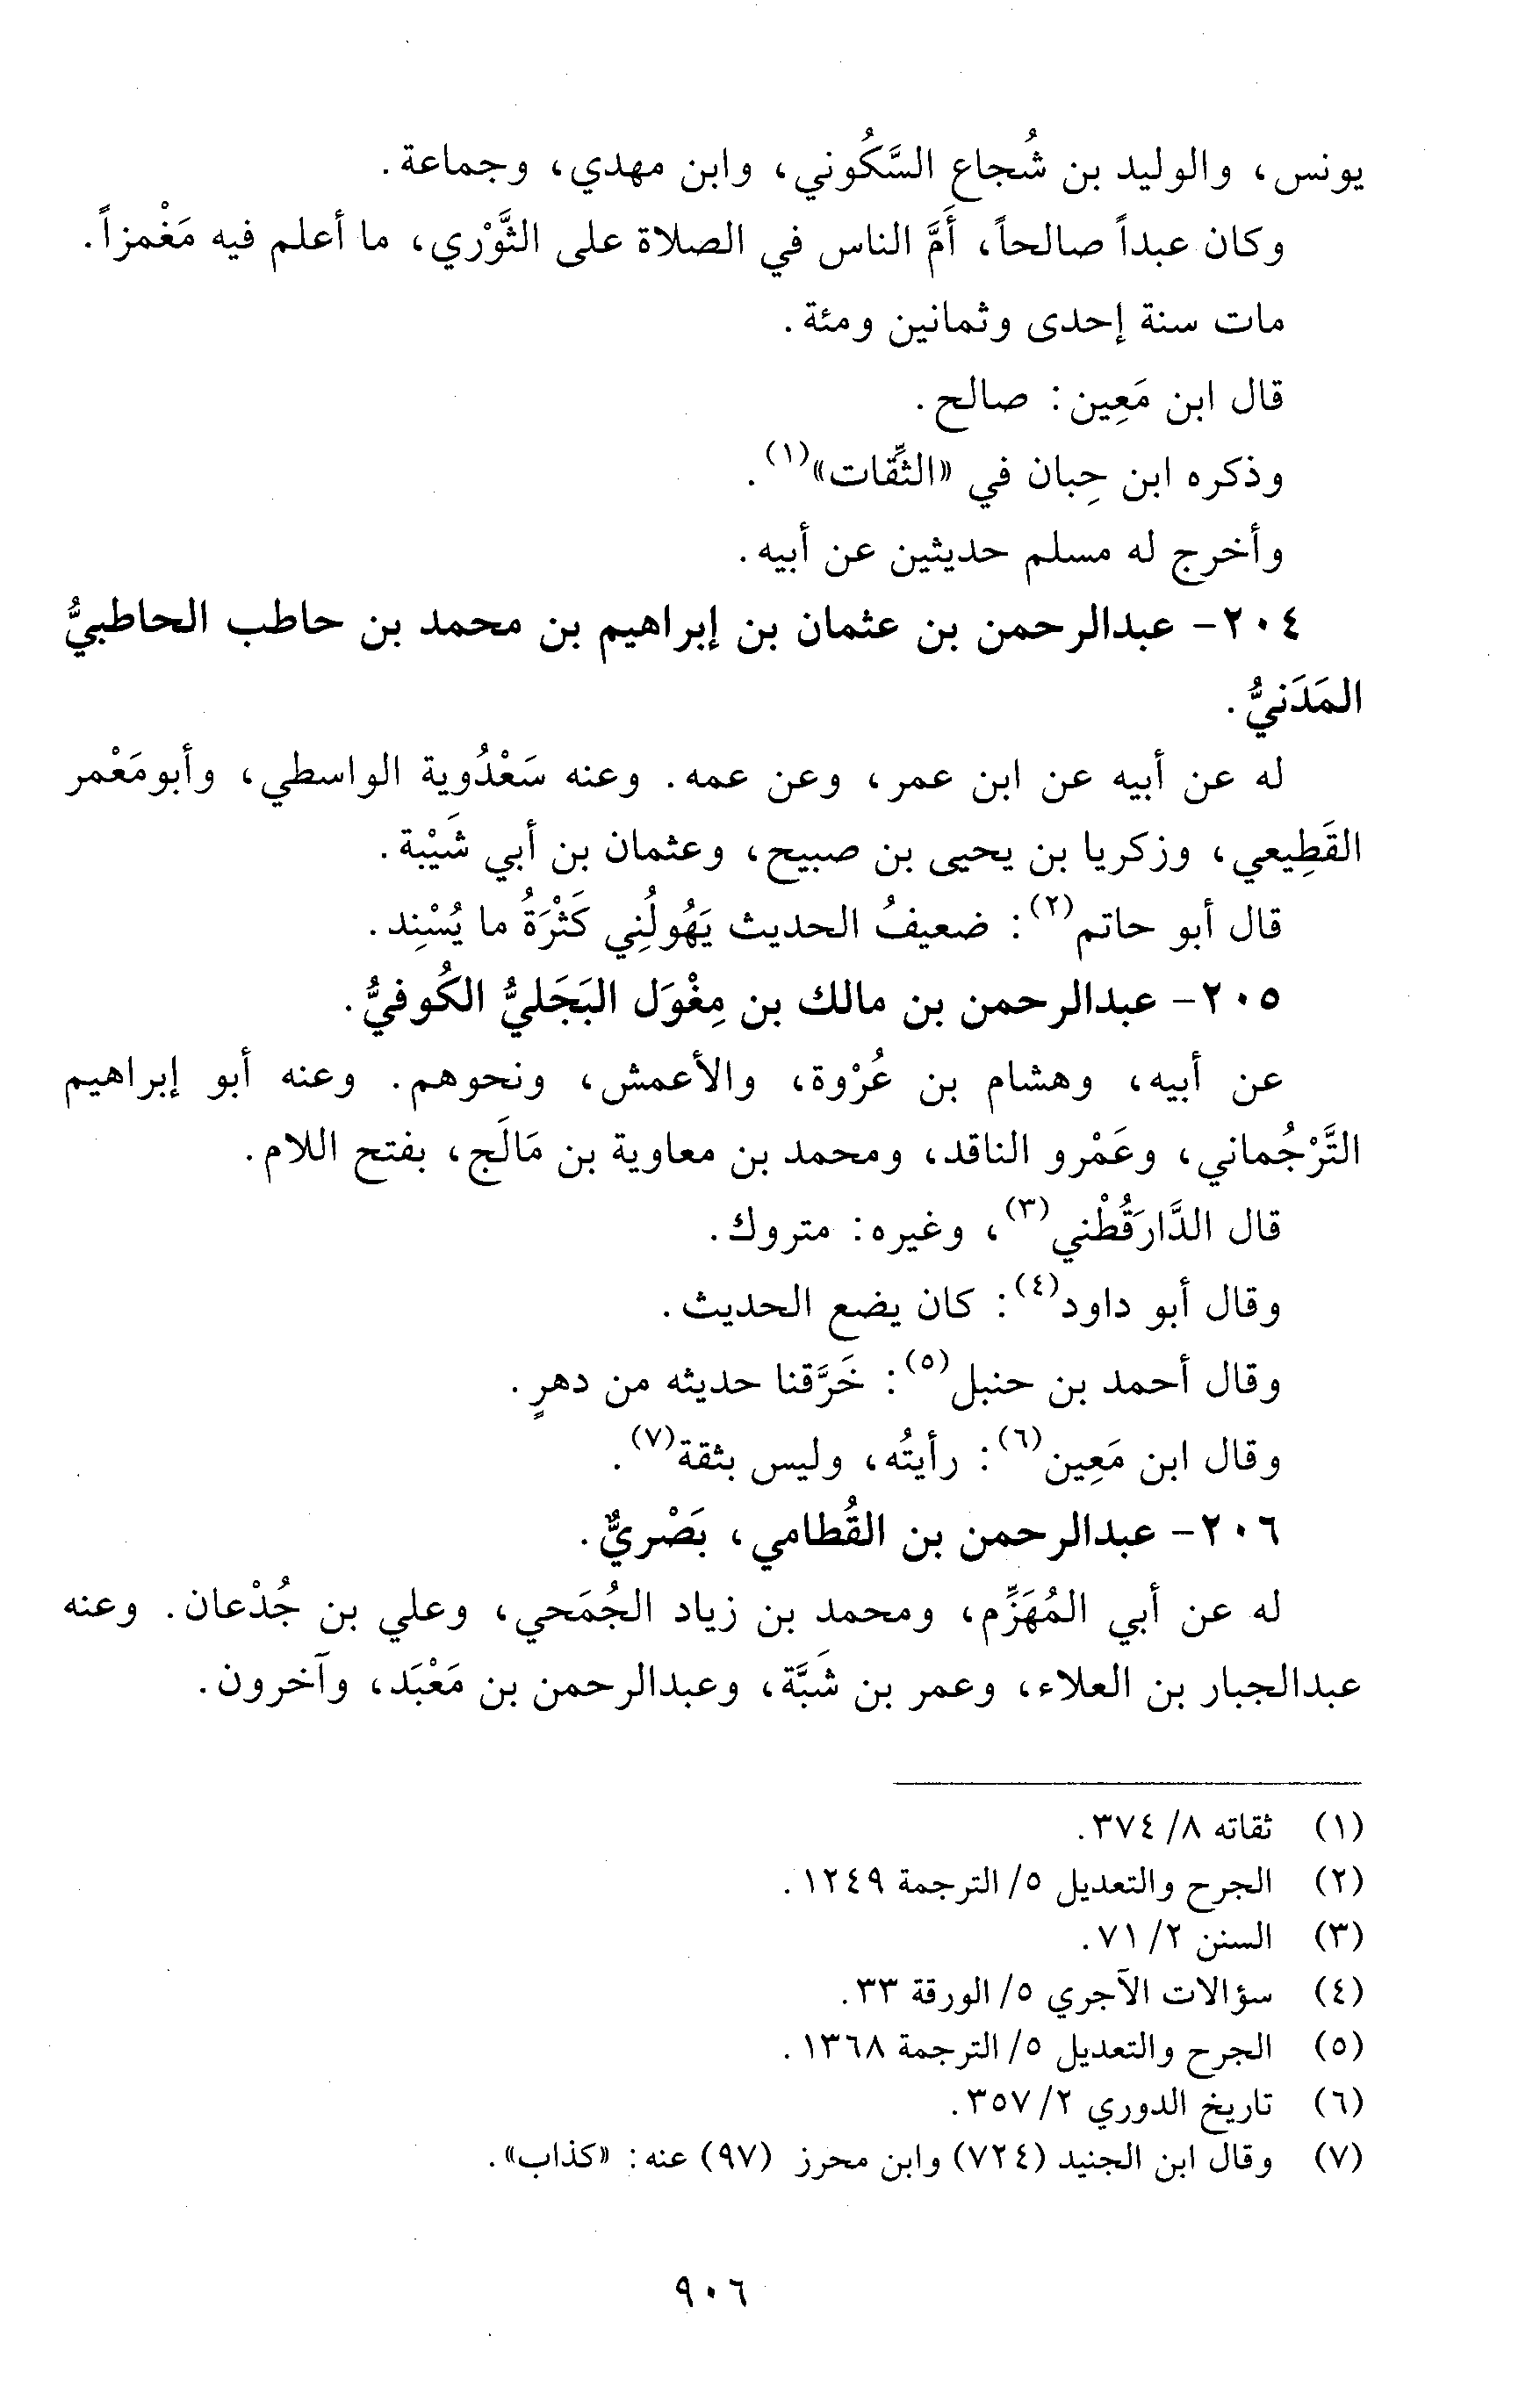 يونس، والوليد بن شُجاع السَّكُوني، وابن مهدي، وجماعة.
وكان عبداً صالحاً، أَمَّ الناس في الصلاة على الثَّوْري، ما أعلم فيه مَغْمزاً.
مات سنة إحدى وثمانين ومئة.
قال ابن مَعِين: صالح.
وذكره ابن حِبان في «الثِّقات»(١).
وأخرج له مسلم حديثين عن أبيه.
٢٠٤- عبدالرحمن بن عثمان بن إبراهيم بن محمد بن حاطب الحاطبيُّ
المَدَنيُّ.
له عن أبيه عن ابن عمر، وعن عمه. وعنه سَعْدُوية الواسطي، وأبومَعْمر
القَطِيعي، وزكريا بن يحيى بن صبيح، وعثمان بن أبي شَيْبة.
قال أبو حاتم(٢): ضعيفُ الحديث يَهُولُنِي كَثْرَةُ ما يُسْنِد.
٢٠٥- عبدالرحمن بن مالك بن مِغْوَل البَجَليُّ الكُوفيُّ.
عن أبيه، وهشام بن عُرْوة، والأعمش، ونحوهم. وعنه أبو إبراهيم
التَّرْجُماني، وعَمْرو الناقد، ومحمد بن معاوية بن مَالَج، بفتح اللام.
قال الدَّارَقُطْني(٣)، وغيره: متروك.
وقال أبو داود(٤): كان يضع الحديث.
وقال أحمد بن حنبل(٥): خَرَّقنا حديثه من دهرٍ.
وقال ابن مَعِين(٦): رأيتُه، وليس بثقة(٧).
٢٠٦- عبدالرحمن بن القُطامي، بَصْريٌّ.
له عن أبي المُهَزِّم، ومحمد بن زياد الجُمَحي، وعلي بن جُدْعان. وعنه
عبدالجبار بن العلاء، وعمر بن شَبَّة، وعبدالرحمن بن مَعْبَد، وآخرون.
(١) ثقاته ٨/ ٣٧٤.
(٢) الجرح والتعديل ٥/ الترجمة ١٢٤٩.
(٣) السنن ٢/ ٧١.
(٤) سؤالات الآجري ٥/ الورقة ٣٣.
(٥) الجرح والتعديل ٥/ الترجمة ١٣٦٨.
(٦) تاريخ الدوري ٢/ ٣٥٧.
(٧) وقال ابن الجنيد (٧٢٤) وابن محرز (٩٧) عنه: «كذاب».
٩٠٦